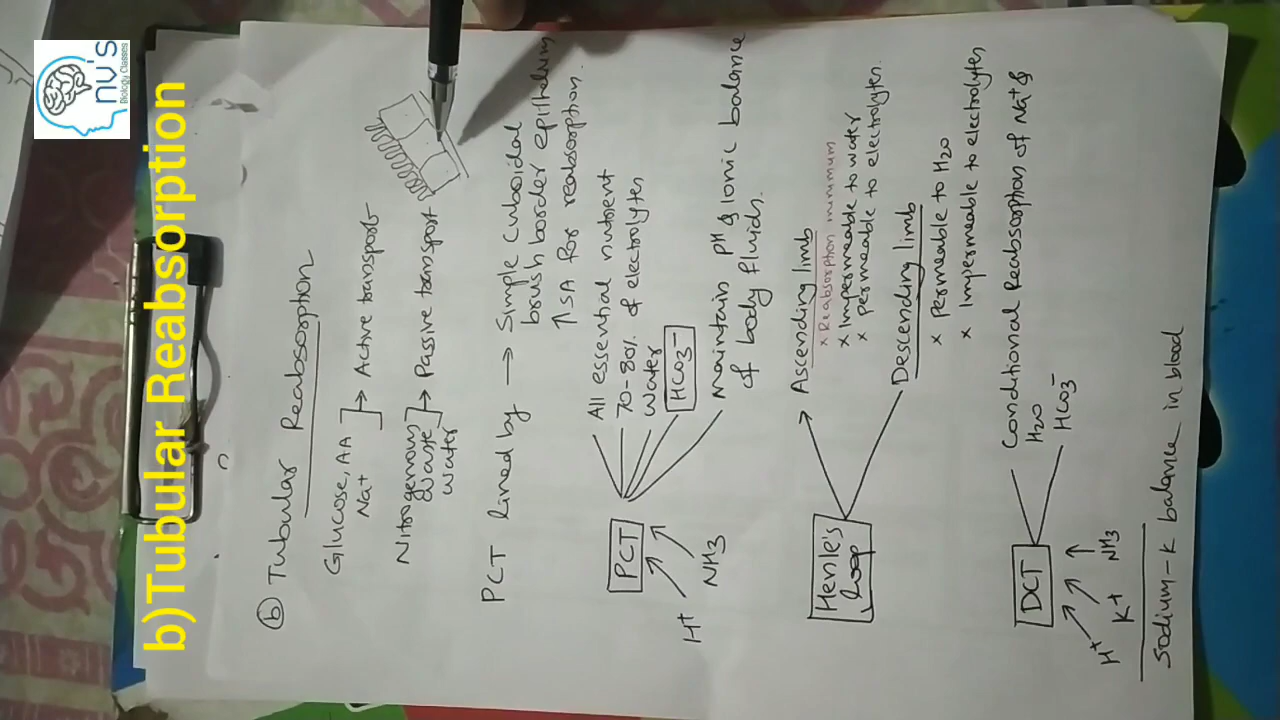 nu's
Biology Classes
b)Tubular Reabsorption
b Tubular Reabsorption
Glucose, AA
Na+
→ Active transport
Nitrogenous
Waste
Water
→ Passive transport
PCT lined by → Simple cuboidal
brush border epithelium
↑ SA for reabsorption.
PCT
H+
NH3
All essential nutrient
70-80% of electrolytes
Water
HCO3-
Maintain pH & ionic balance
of body fluids.
Henle's
loop
Ascending limb
x Reabsorption minumum
x Impermeable to water
x permeable to electrolytes.
Descending limb
x permeable to H2O
x Impermeable to electrolytes
DCT
H+
K+
NH3
Conditional Reabsorption of Na+ &
H2O
HCO3-
Sodium-K balance in blood